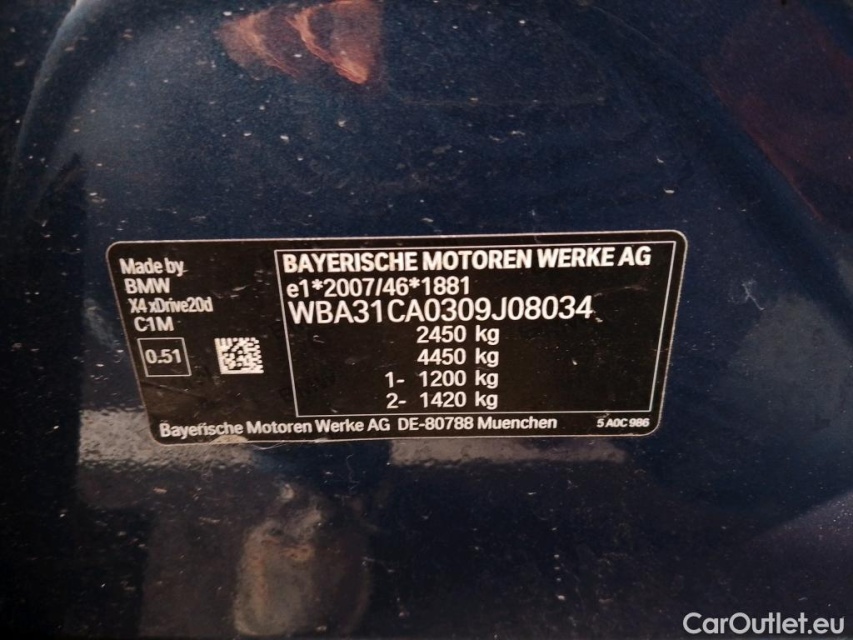 Made by
BMW
X4 xDrive20d
C1M
0.51
BAYERISCHE MOTOREN WERKE AG
e1*2007/46*1881
WBA31CA0309J08034
2450 kg
4450 kg
1- 1200 kg
2- 1420 kg
Bayerische Motoren Werke AG DE-80788 Muenchen
5 A0C 986
CarOutlet.eu